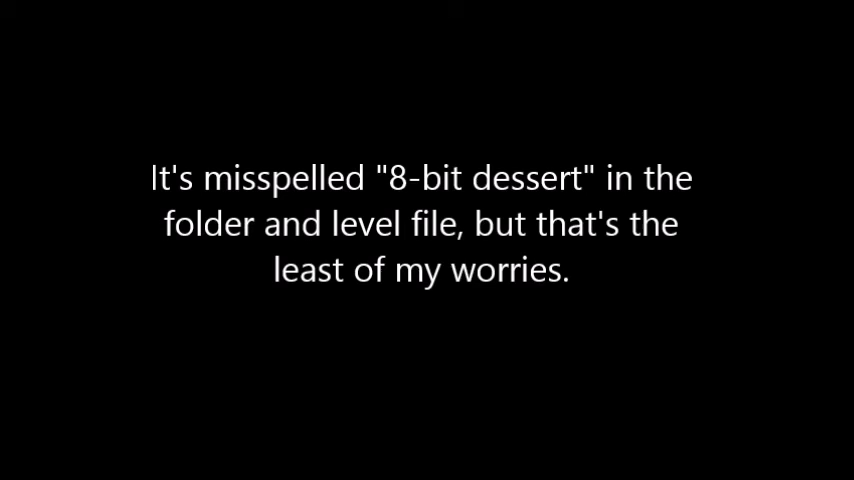 It's misspelled "8-bit dessert" in the
folder and level file, but that's the
least of my worries.